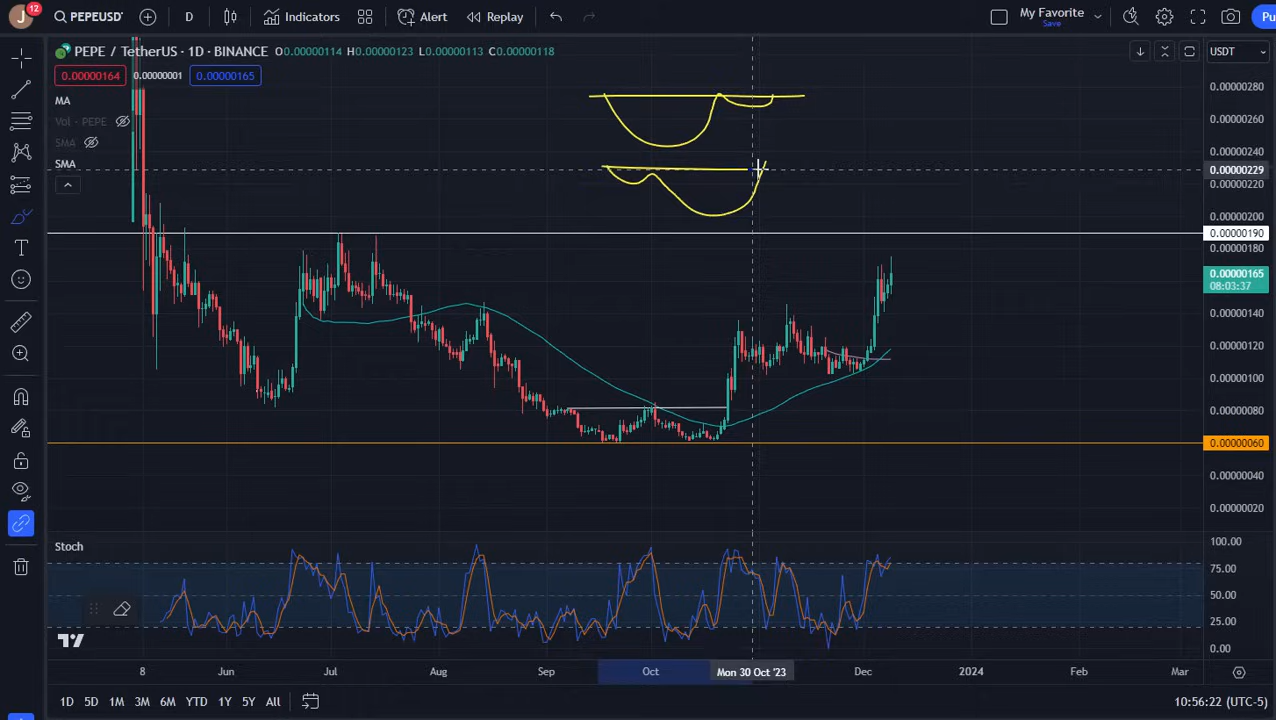 J 12 PEPEUSD D Indicators Alert Replay My Favorite Save Pu
PEPE / TetherUS · 1D · BINANCE O0.00000114 H0.00000123 L0.00000113 C0.00000118 USDT
0.00000164 0.00000001 0.00000165
MA
Vol · PEPE
SMA
SMA
0.00000280
0.00000260
0.00000240
0.00000229
0.00000220
0.00000200
0.00000190
0.00000180
0.00000165
08:03:37
0.00000140
0.00000120
0.00000100
0.00000080
0.00000060
0.00000040
0.00000020
Stoch
100.00
75.00
50.00
25.00
0.00
8 Jun Jul Aug Sep Oct Mon 30 Oct '23 Dec 2024 Feb Mar
1D 5D 1M 3M 6M YTD 1Y 5Y All 10:56:22 (UTC-5)